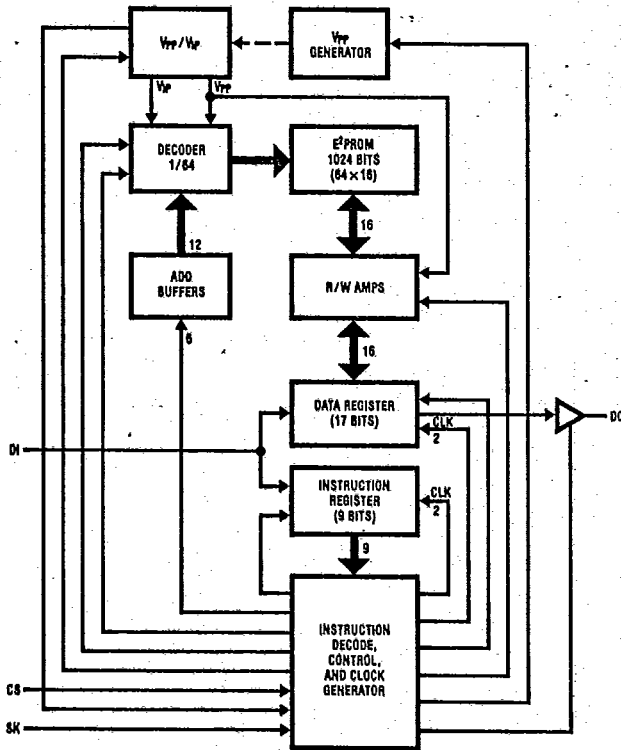 VPP/VXP
VPP
GENERATOR
VXP
VPP
DECODER
1/64
E²PROM
1024 BITS
(64 × 16)
12
16
ADD
BUFFERS
R/W AMPS
6
16
DATA REGISTER
(17 BITS)
CLK
2
DO
DI
INSTRUCTION
REGISTER
(9 BITS)
CLK
2
9
INSTRUCTION
DECODE,
CONTROL,
AND CLOCK
GENERATOR
CS
SK